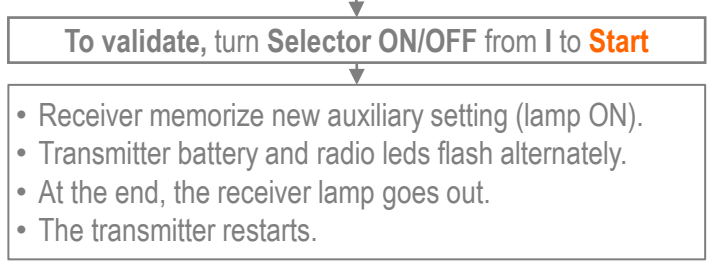 To validate, turn Selector ON/OFF from I to Start
• Receiver memorize new auxiliary setting (lamp ON).
• Transmitter battery and radio leds flash alternately.
• At the end, the receiver lamp goes out.
• The transmitter restarts.